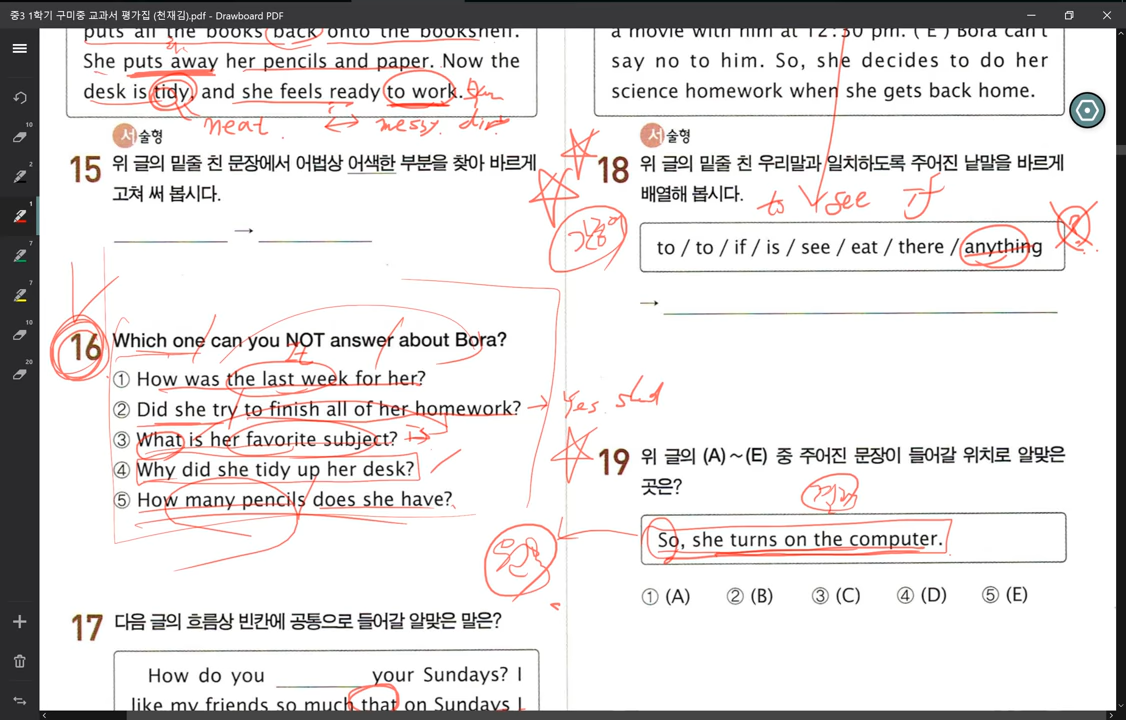 중3 1학기 구미중 교과서 평가집 (천재김).pdf - Drawboard PDF
puts all the books back onto the bookshelf.
She puts away her pencils and paper. Now the
desk is tidy, and she feels ready to work.
neat ↔ messy
서술형
15 위 글의 밑줄 친 문장에서 어법상 어색한 부분을 찾아 바르게
고쳐 써 봅시다.
→
16 Which one can you NOT answer about Bora?
It
① How was the last week for her?
② Did she try to finish all of her homework? → Yes
③ What is her favorite subject?
④ Why did she tidy up her desk?
⑤ How many pencils does she have?
17 다음 글의 흐름상 빈칸에 공통으로 들어갈 알맞은 말은?
How do you ________ your Sundays? I
like my friends so much that on Sundays I
a movie with him at 12:30 pm. ( E ) Bora can't
say no to him. So, she decides to do her
science homework when she gets back home.
서술형
18 위 글의 밑줄 친 우리말과 일치하도록 주어진 낱말을 바르게
배열해 봅시다.
to see if
to / to / if / is / see / eat / there / anything
→
19 위 글의 (A)~(E) 중 주어진 문장이 들어갈 위치로 알맞은
곳은?
So, she turns on the computer.
① (A) ② (B) ③ (C) ④ (D) ⑤ (E)
10
2
1
7
7
10
20